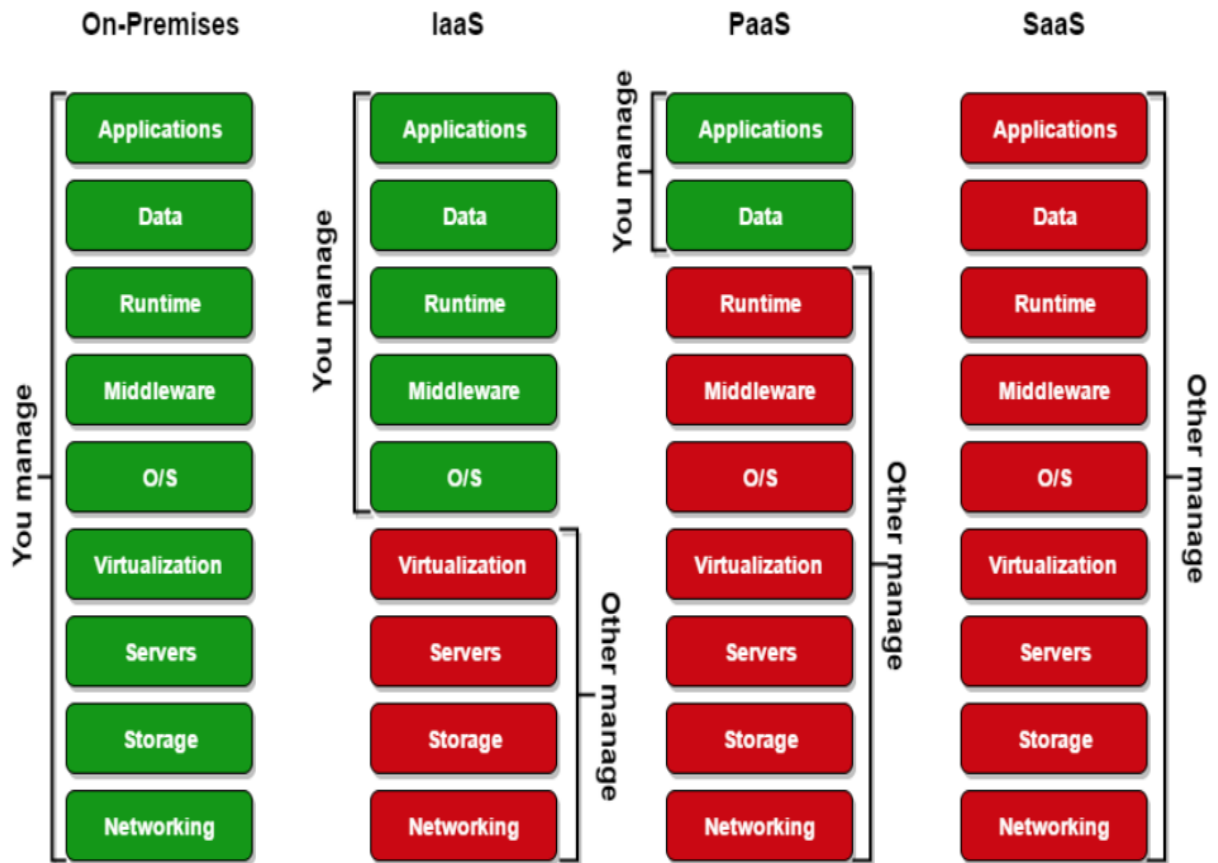 On-Premises
IaaS
PaaS
SaaS
You manage
Applications
Data
Runtime
Middleware
O/S
Virtualization
Servers
Storage
Networking
You manage
Applications
Data
Runtime
Middleware
O/S
Virtualization
Servers
Storage
Networking
Other manage
You manage
Applications
Data
Runtime
Middleware
O/S
Virtualization
Servers
Storage
Networking
Other manage
Applications
Data
Runtime
Middleware
O/S
Virtualization
Servers
Storage
Networking
Other manage